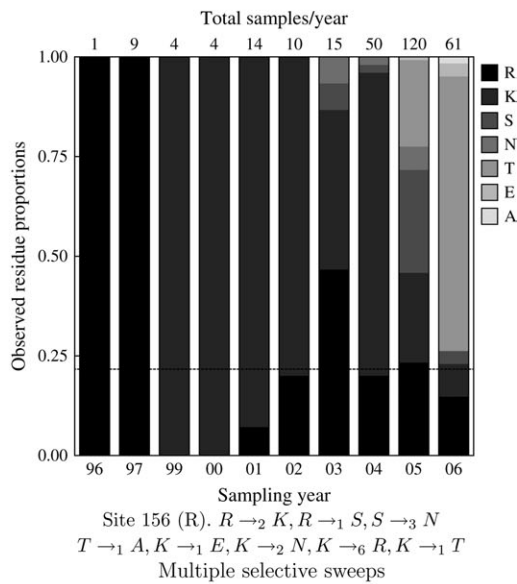 Total samples/year
1 9 4 4 14 10 15 50 120 61
1.00
0.75
0.50
0.25
0.00
Observed residue proportions
R
K
S
N
T
E
A
96 97 99 00 01 02 03 04 05 06
Sampling year
Site 156 (R). R →₂ K, R →₁ S, S →₃ N
T →₁ A, K →₁ E, K →₂ N, K →₆ R, K →₁ T
Multiple selective sweeps